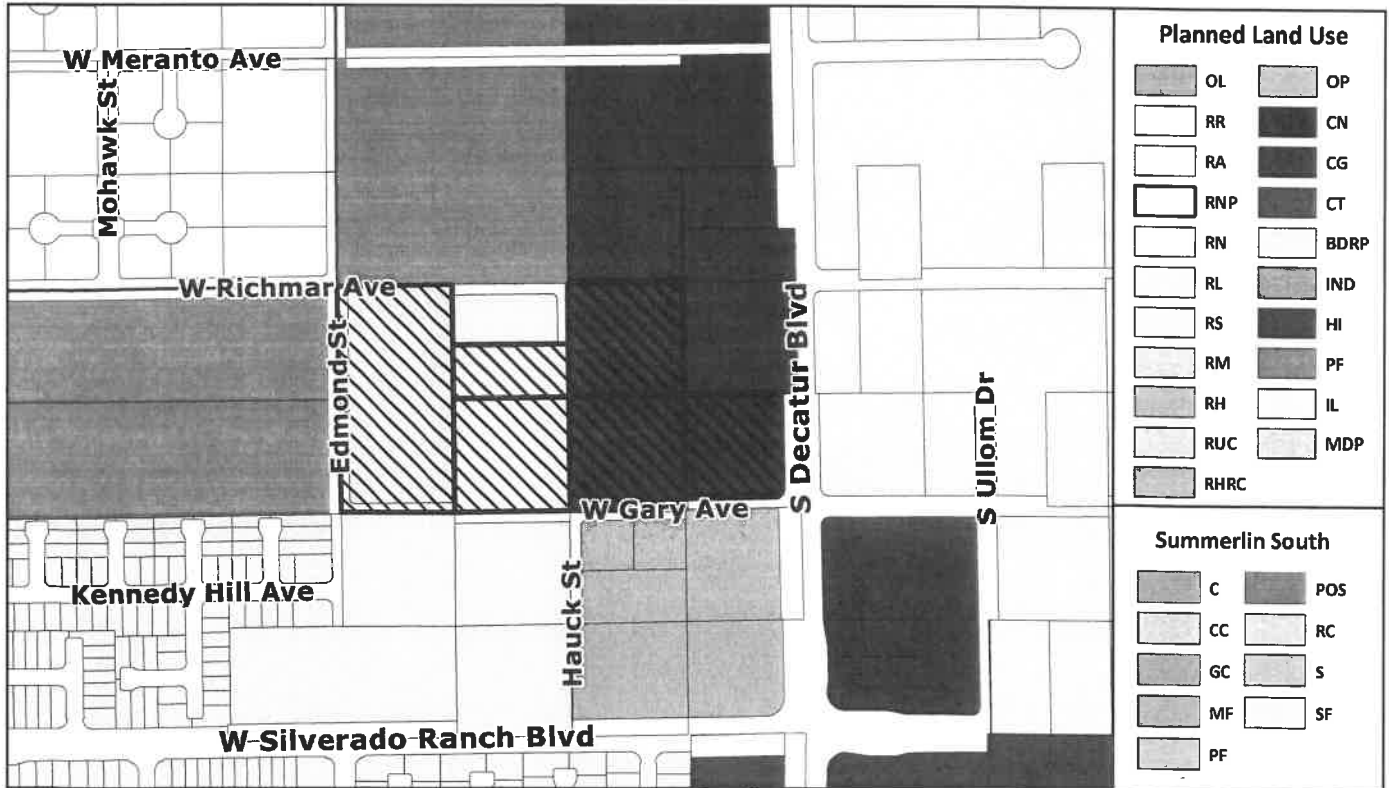 W Meranto Ave
Mohawk St
W Richmar Ave
Edmond St
S Decatur Blvd
S Ullom Dr
W Gary Ave
Kennedy Hill Ave
Hauck St
W Silverado Ranch Blvd
Planned Land Use
OL
RR
RA
RNP
RN
RL
RS
RM
RH
RUC
RHRC
OP
CN
CG
CT
BDRP
IND
HI
PF
IL
MDP
Summerlin South
C
CC
GC
MF
PF
POS
RC
S
SF